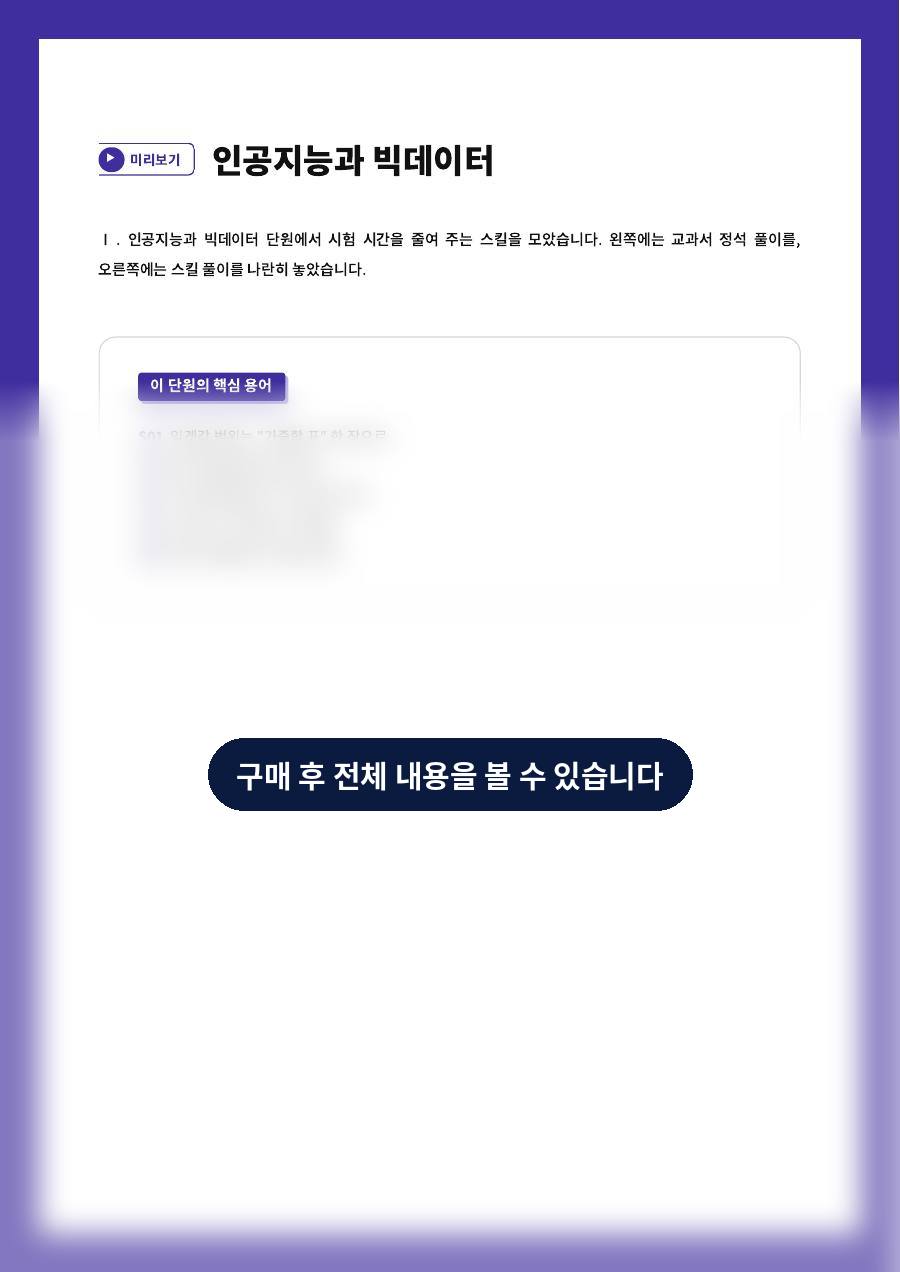 미리보기
인공지능과 빅데이터
Ⅰ. 인공지능과 빅데이터 단원에서 시험 시간을 줄여 주는 스킬을 모았습니다. 왼쪽에는 교과서 정석 풀이를,
오른쪽에는 스킬 풀이를 나란히 놓았습니다.
이 단원의 핵심 용어
구매 후 전체 내용을 볼 수 있습니다